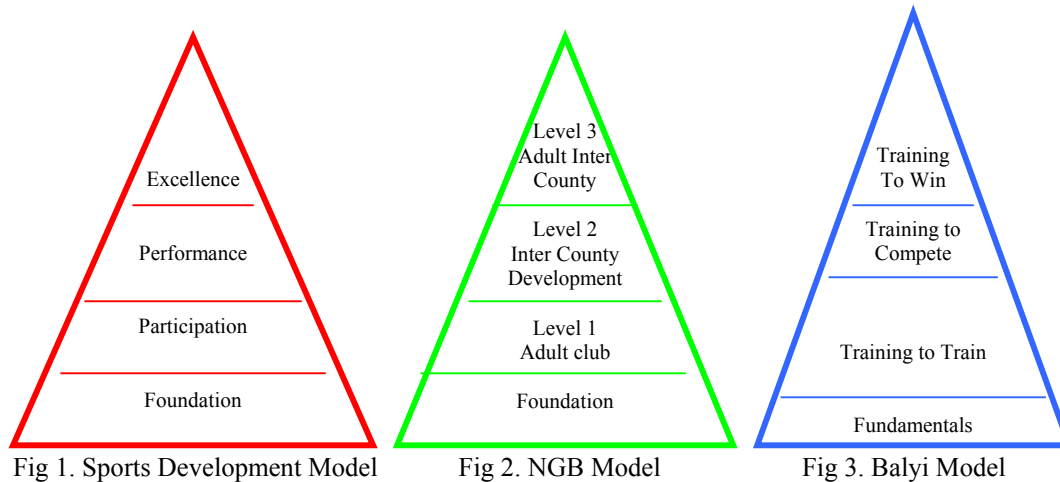 Excellence
Performance
Participation
Foundation
Fig 1. Sports Development Model
Level 3
Adult Inter
County
Level 2
Inter County
Development
Level 1
Adult club
Foundation
Fig 2. NGB Model
Training
To Win
Training to
Compete
Training to Train
Fundamentals
Fig 3. Balyi Model